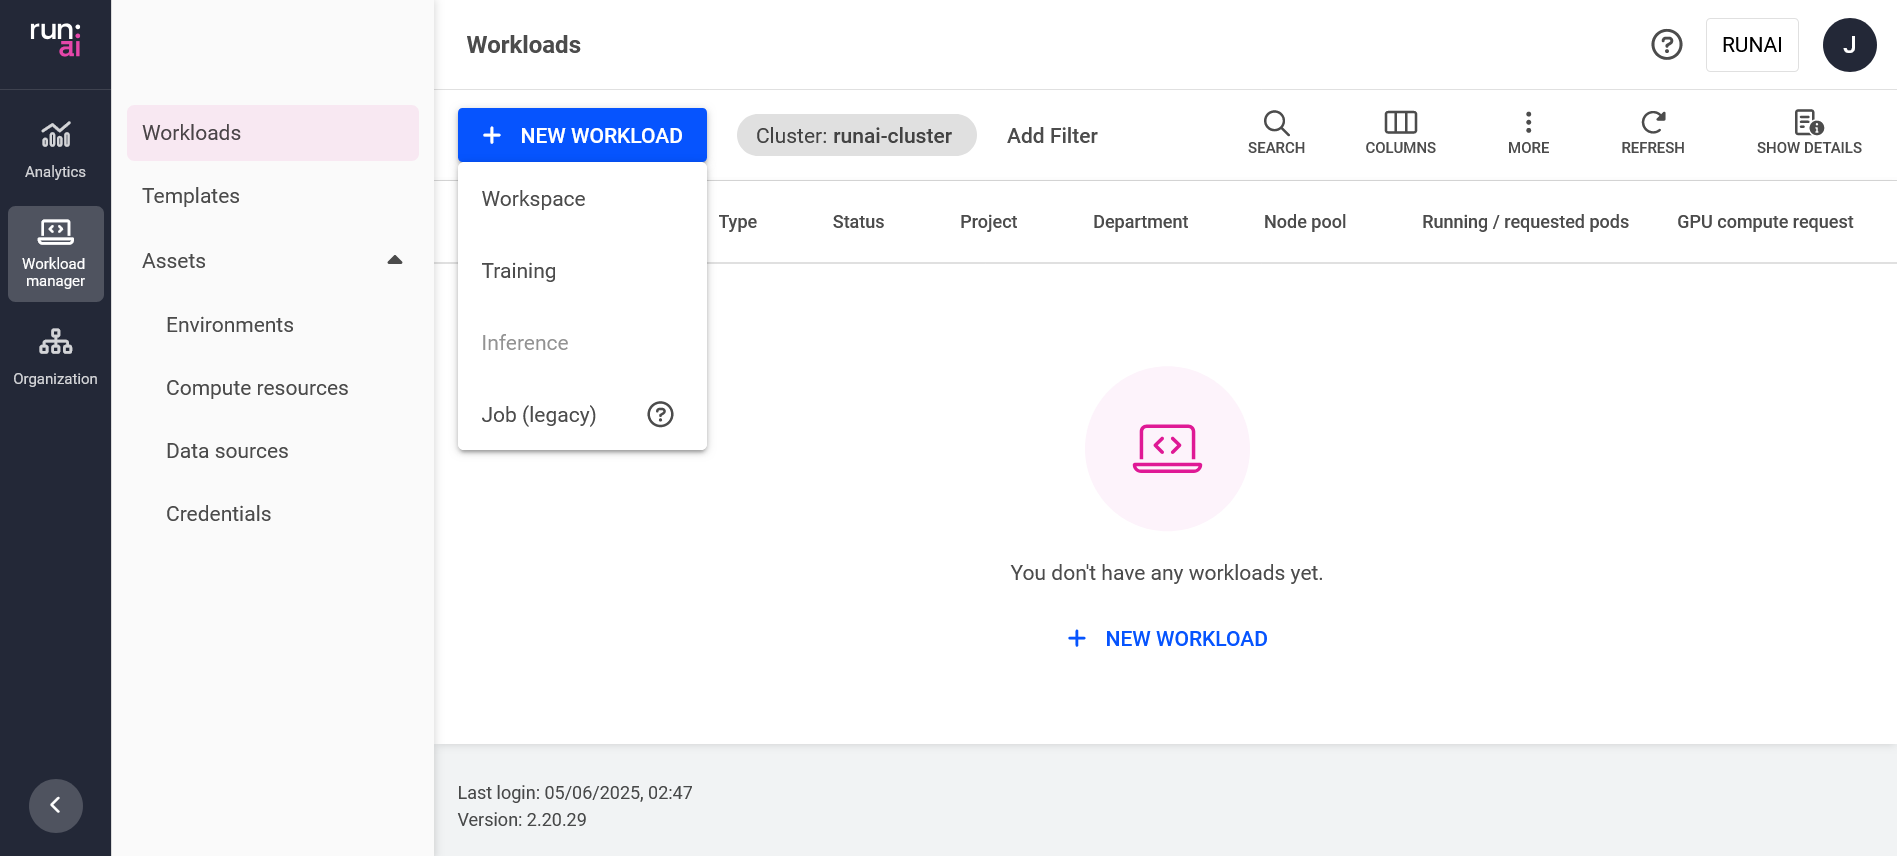 run:
ai
Analytics
Workload
manager
Organization
Workloads
Templates
Assets
Environments
Compute resources
Data sources
Credentials
Workloads
RUNAI
J
NEW WORKLOAD
Cluster: runai-cluster
Add Filter
SEARCH
COLUMNS
MORE
REFRESH
SHOW DETAILS
Workspace
Training
Inference
Job (legacy)
Type
Status
Project
Department
Node pool
Running / requested pods
GPU compute request
You don't have any workloads yet.
NEW WORKLOAD
Last login: 05/06/2025, 02:47
Version: 2.20.29